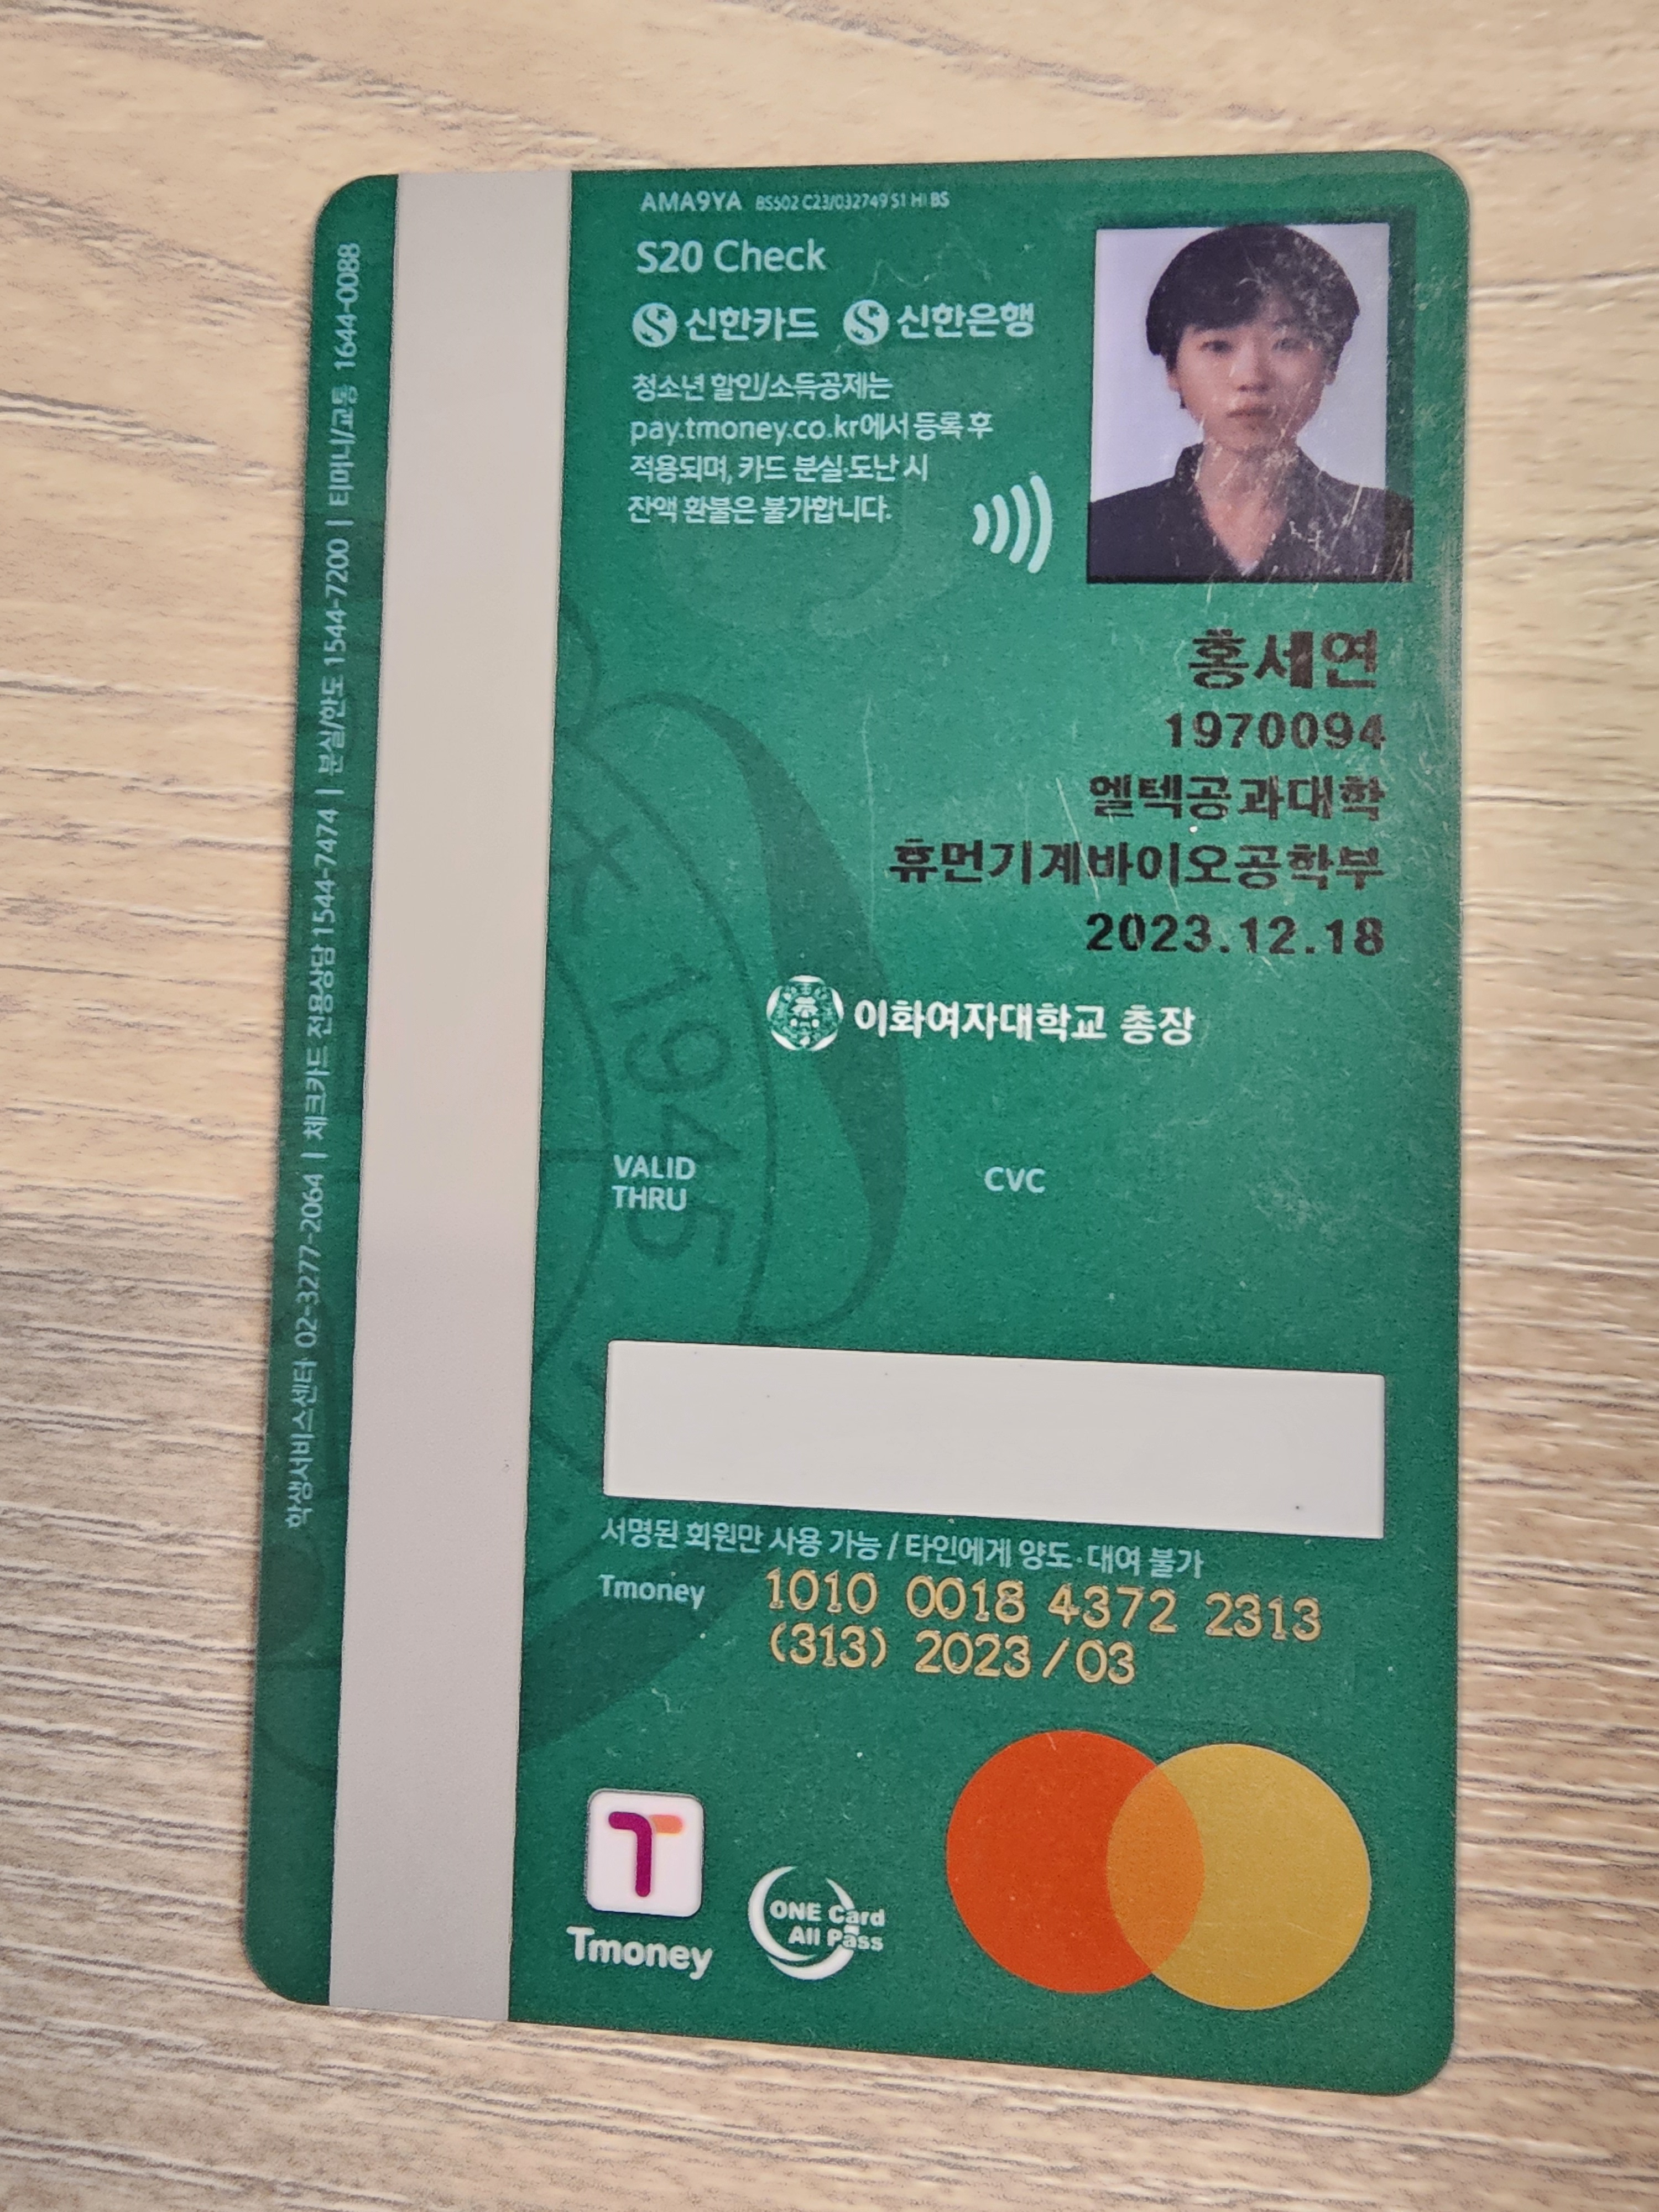 AMA9YA BS502 C23/032749 S1 HI BS
S20 Check
신한카드 신한은행
청소년 할인/소득공제는
pay.tmoney.co.kr에서 등록 후
적용되며, 카드 분실·도난 시
잔액 환불은 불가합니다.
홍세연
1970094
엘텍공과대학
휴먼기계바이오공학부
2023.12.18
이화여자대학교 총장
1945
VALID
THRU
CVC
서명된 회원만 사용 가능 / 타인에게 양도·대여 불가
Tmoney 1010 0018 4372 2313
(313) 2023/03
Tmoney
ONE Card
All Pass
학생서비스센터 02-3277-2064 | 체크카드 전용상담 1544-7474 | 분실/한도 1544-7200 | 티머니/교통 1644-0088